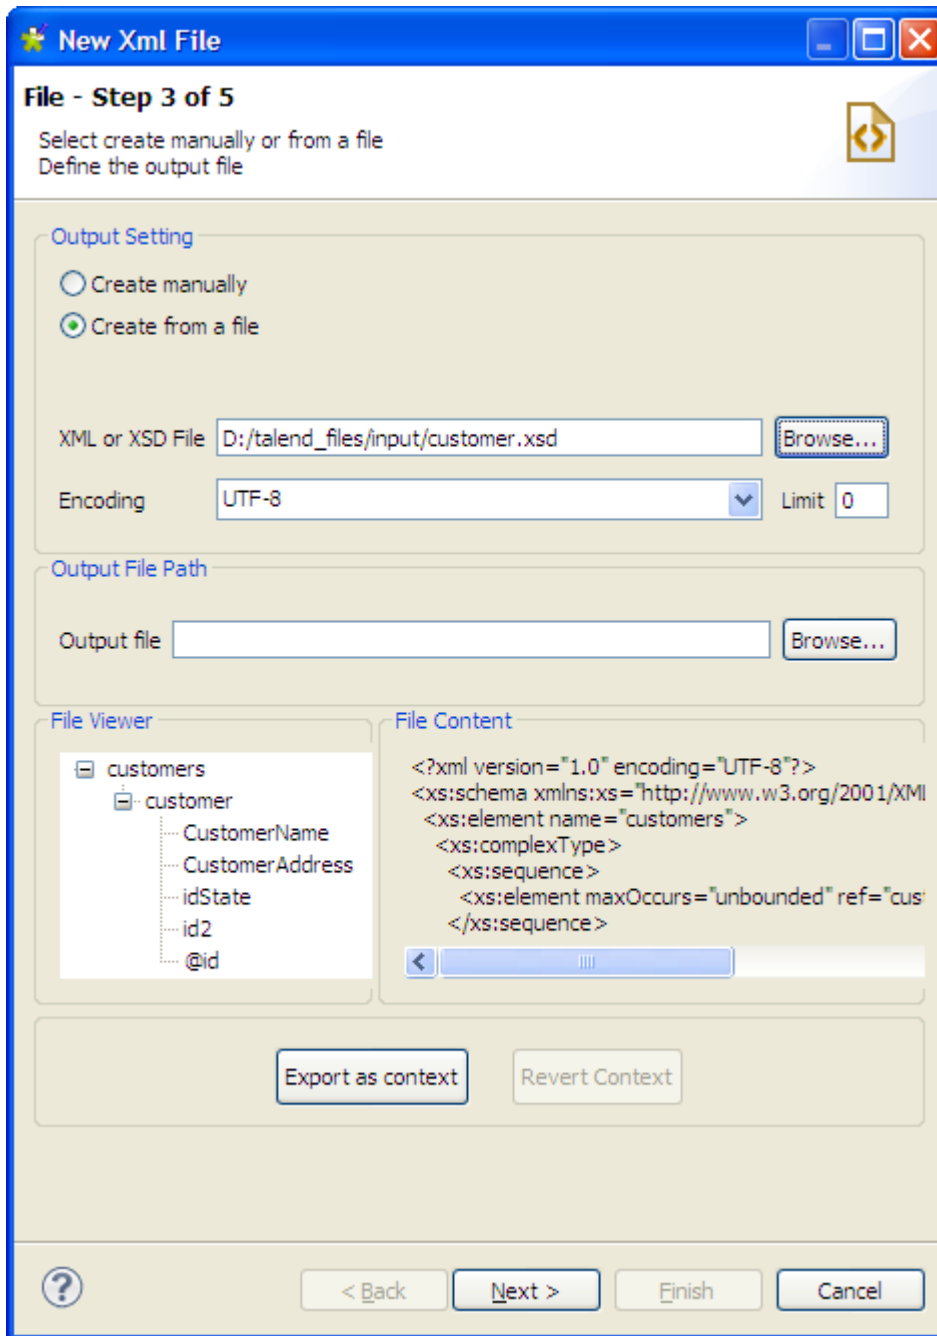 New Xml File
File - Step 3 of 5
Select create manually or from a file
Define the output file
Output Setting
Create manually
Create from a file
XML or XSD File D:/talend_files/input/customer.xsd Browse...
Encoding UTF-8 Limit 0
Output File Path
Output file Browse...
File Viewer
customers
customer
CustomerName
CustomerAddress
idState
id2
@id
File Content
<?xml version="1.0" encoding="UTF-8"?>
<xs:schema xmlns:xs="http://www.w3.org/2001/XML
<xs:element name="customers">
<xs:complexType>
<xs:sequence>
<xs:element maxOccurs="unbounded" ref="cust
</xs:sequence>
Export as context Revert Context
? < Back Next > Finish Cancel